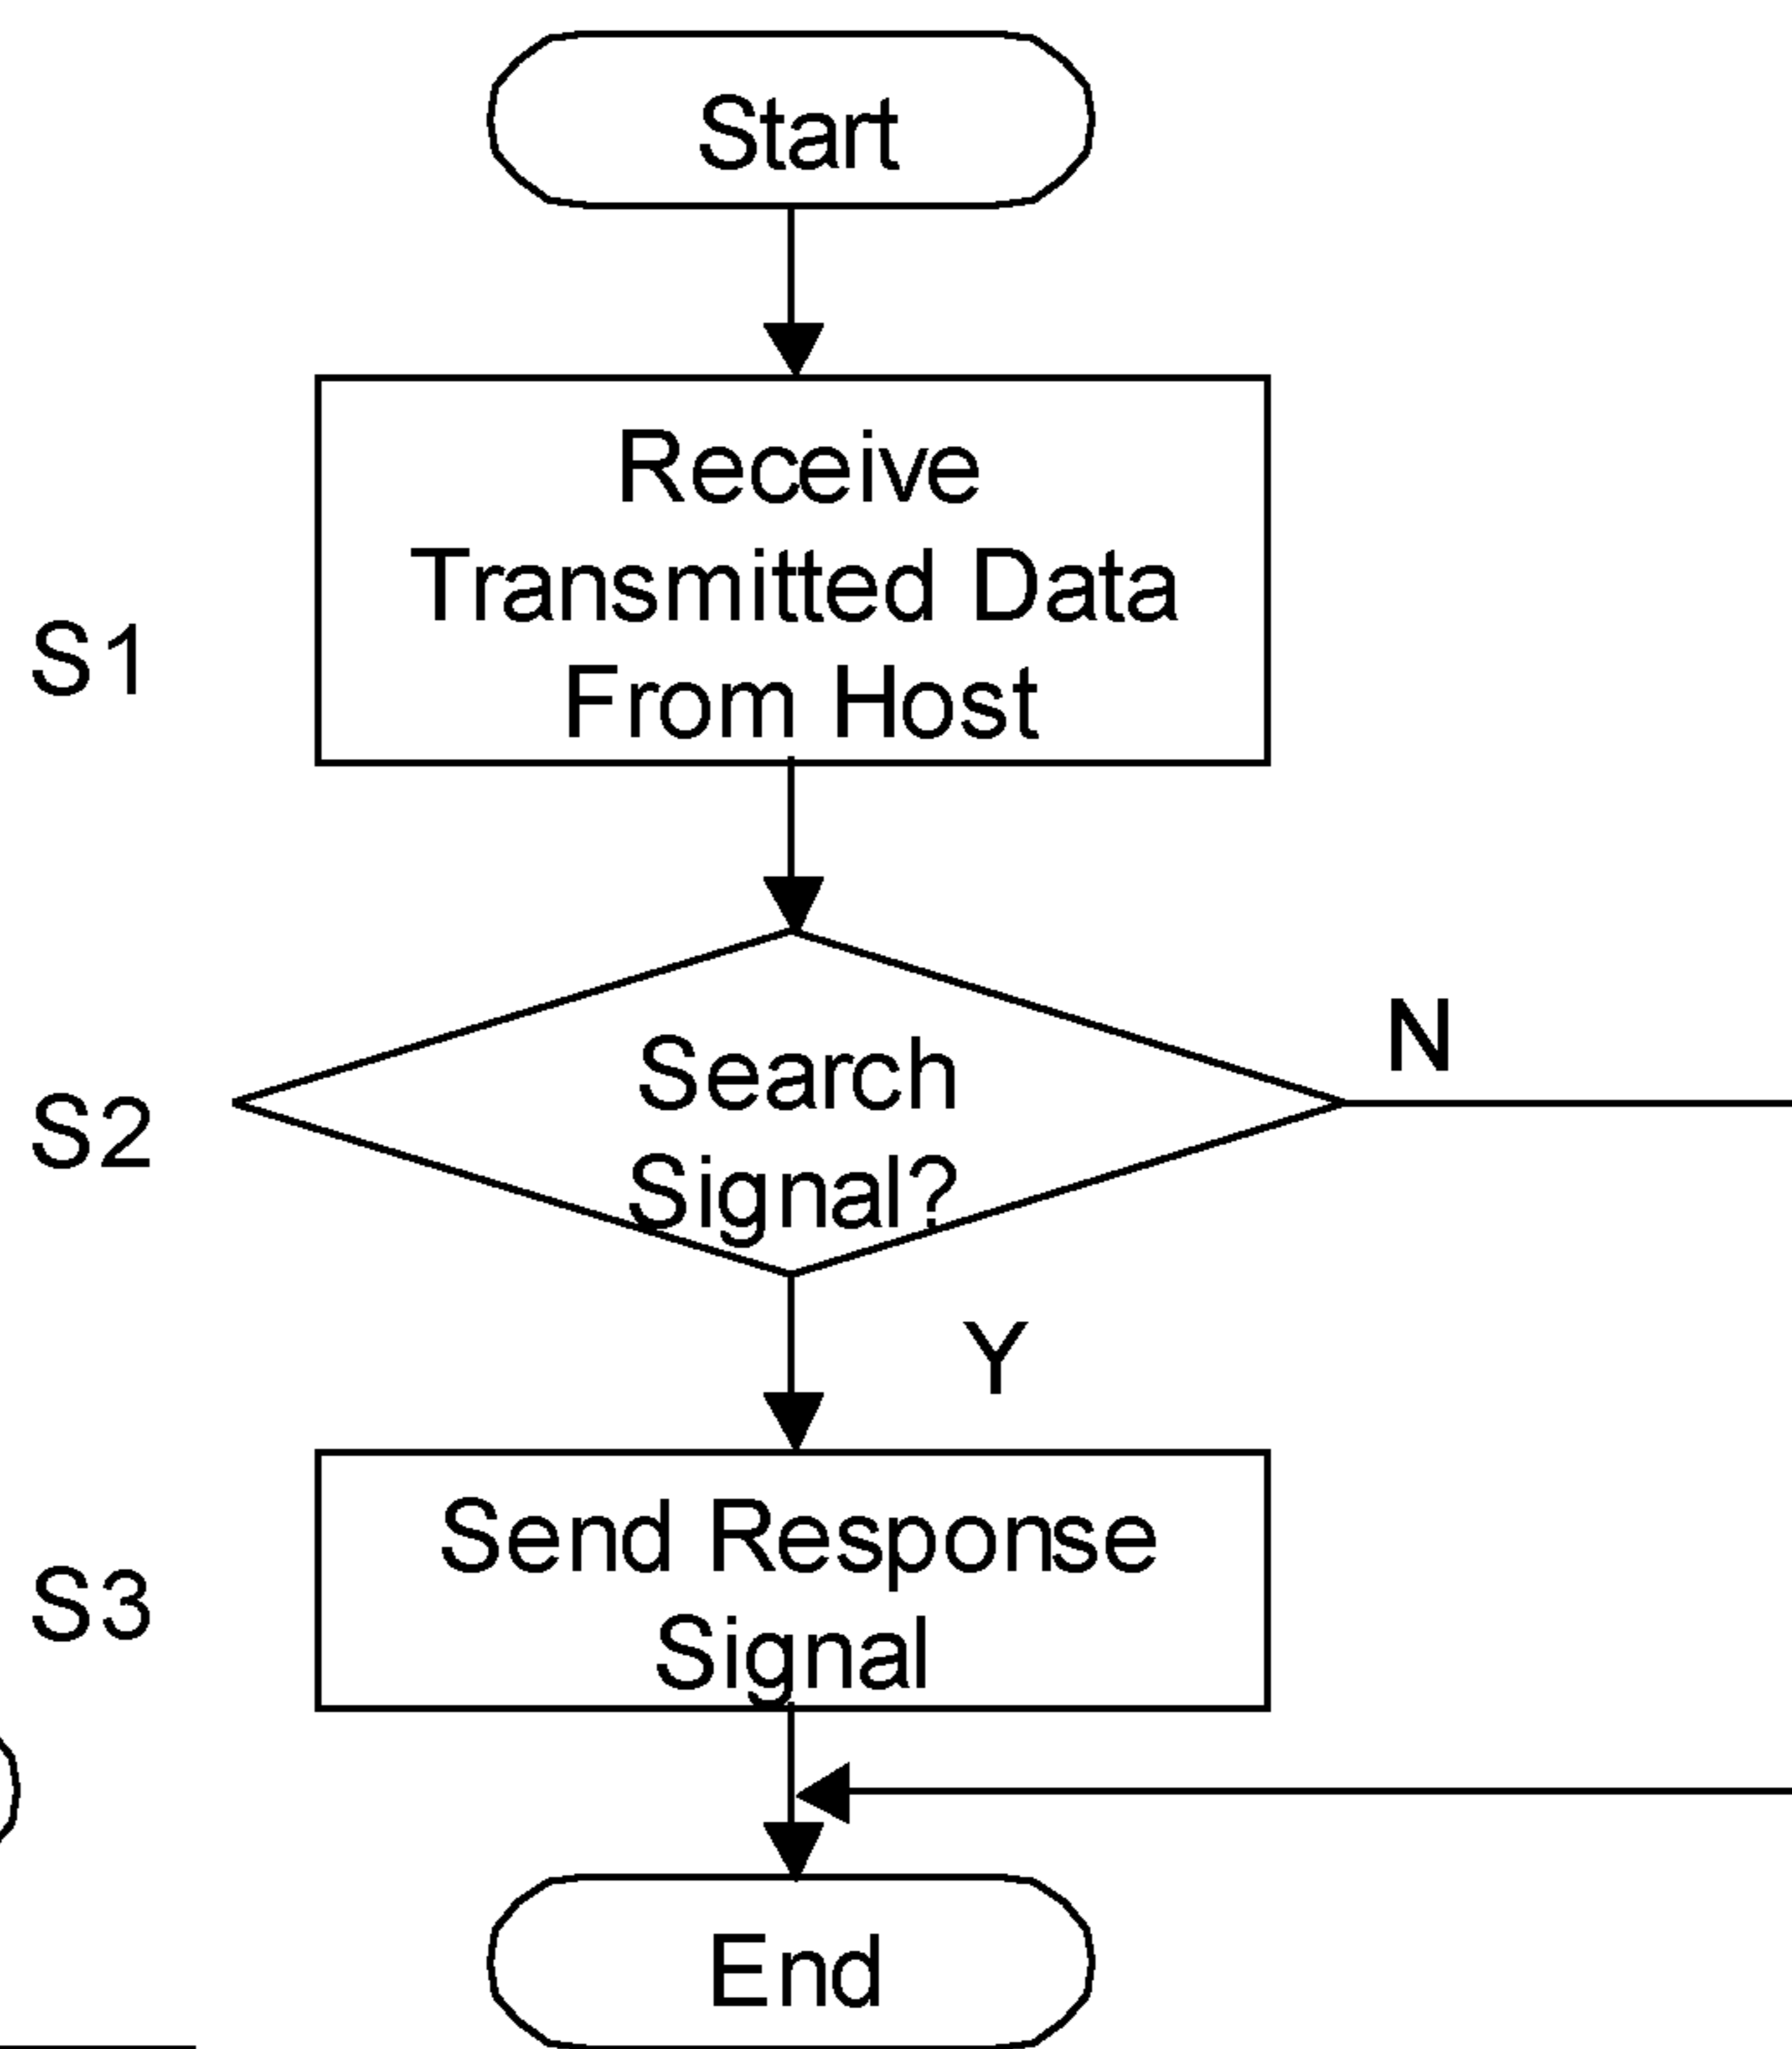 Start
Receive
Transmitted Data
From Host
S1
Search
Signal?
N
S2
Y
Send Response
Signal
S3
End